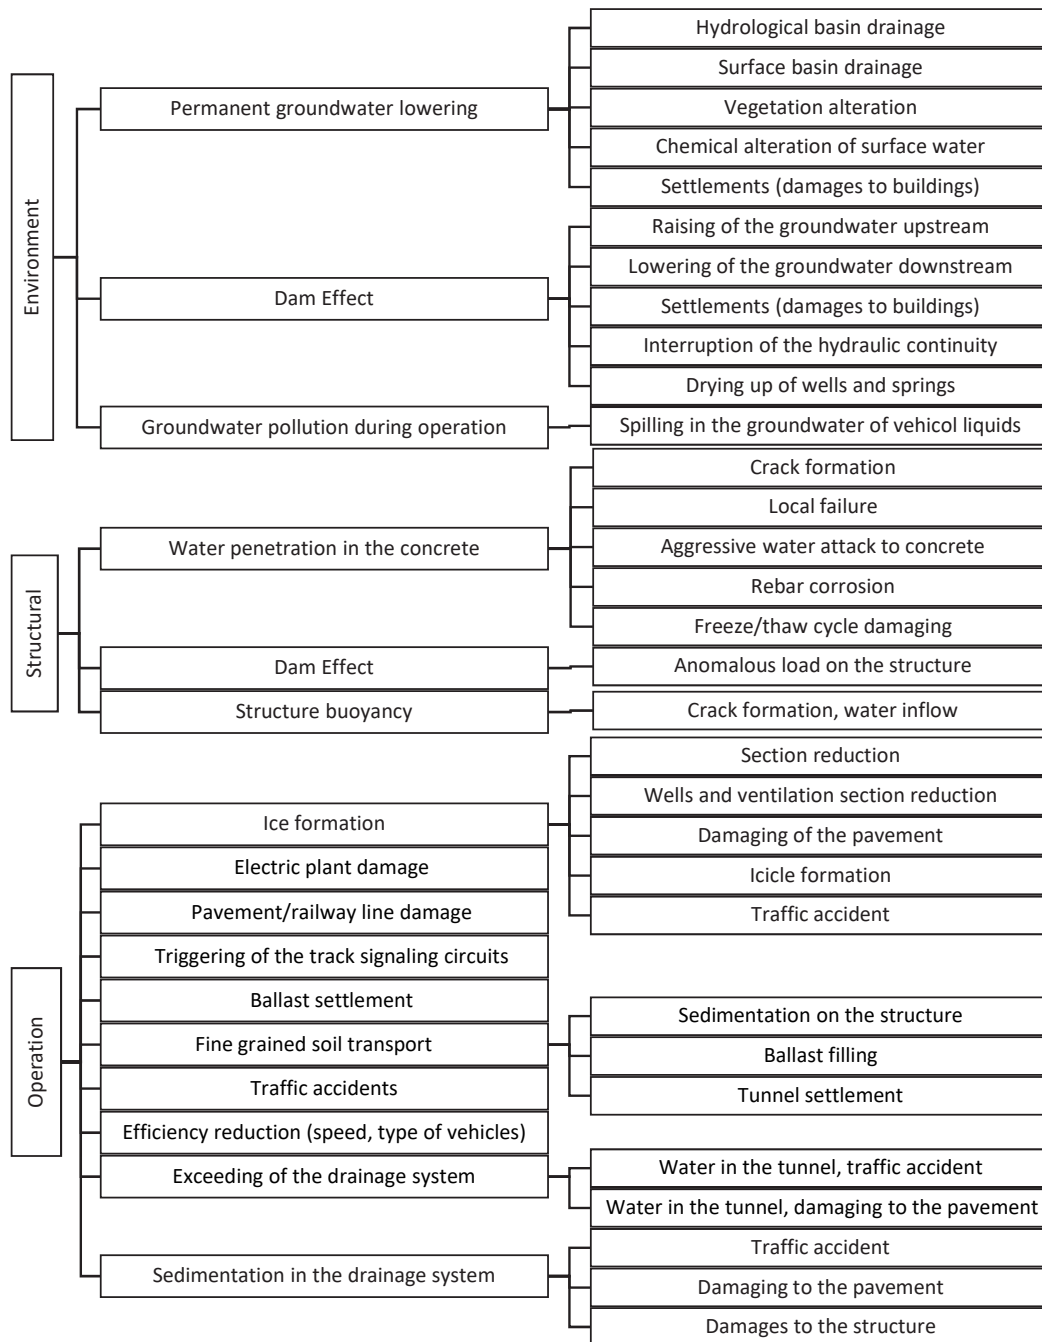 Environment
Permanent groundwater lowering
Hydrological basin drainage
Surface basin drainage
Vegetation alteration
Chemical alteration of surface water
Settlements (damages to buildings)
Dam Effect
Raising of the groundwater upstream
Lowering of the groundwater downstream
Settlements (damages to buildings)
Interruption of the hydraulic continuity
Drying up of wells and springs
Groundwater pollution during operation
Spilling in the groundwater of vehicol liquids
Structural
Water penetration in the concrete
Crack formation
Local failure
Aggressive water attack to concrete
Rebar corrosion
Freeze/thaw cycle damaging
Dam Effect
Anomalous load on the structure
Structure buoyancy
Crack formation, water inflow
Operation
Ice formation
Section reduction
Wells and ventilation section reduction
Damaging of the pavement
Icicle formation
Traffic accident
Electric plant damage
Pavement/railway line damage
Triggering of the track signaling circuits
Ballast settlement
Fine grained soil transport
Sedimentation on the structure
Ballast filling
Tunnel settlement
Traffic accidents
Efficiency reduction (speed, type of vehicles)
Exceeding of the drainage system
Water in the tunnel, traffic accident
Water in the tunnel, damaging to the pavement
Sedimentation in the drainage system
Traffic accident
Damaging to the pavement
Damages to the structure